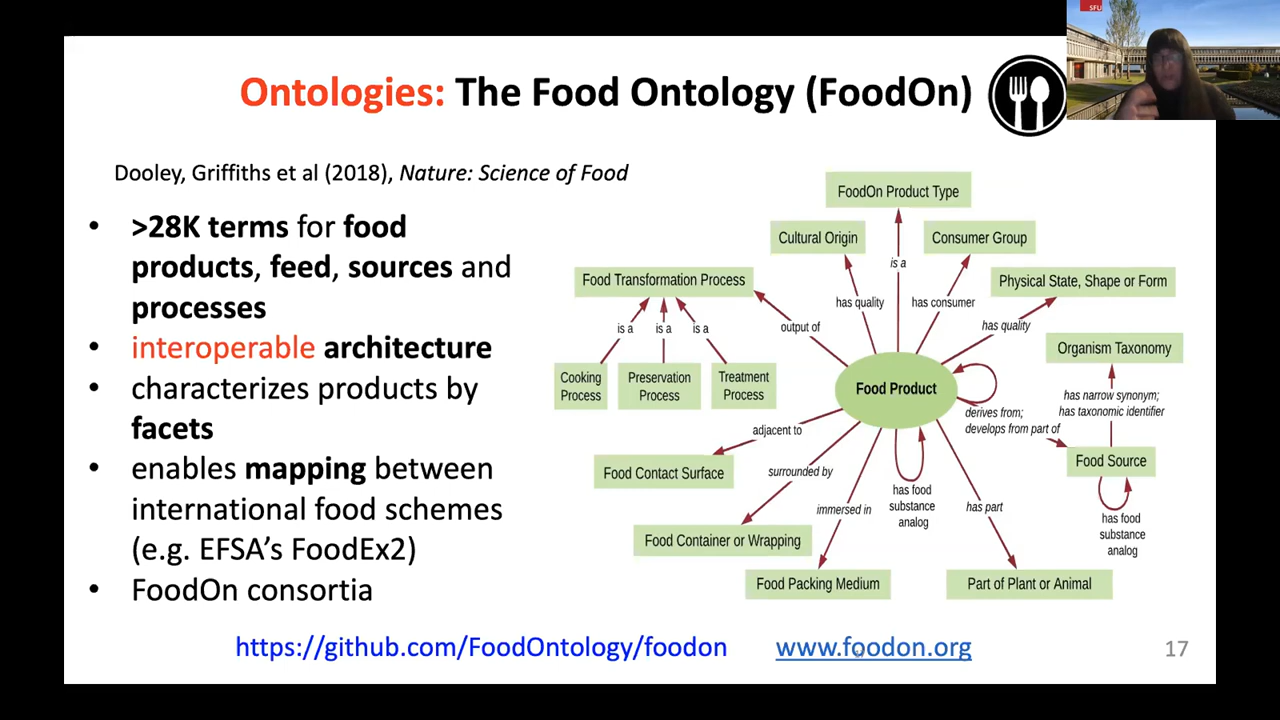 SFU
Ontologies: The Food Ontology (FoodOn)
Dooley, Griffiths et al (2018), Nature: Science of Food
• >28K terms for food
products, feed, sources and
processes
• interoperable architecture
• characterizes products by
facets
• enables mapping between
international food schemes
(e.g. EFSA’s FoodEx2)
• FoodOn consortia
FoodOn Product Type
Cultural Origin
Consumer Group
is a
Food Transformation Process
Physical State, Shape or Form
has quality
has consumer
output of
has quality
is a
is a
is a
Organism Taxonomy
Cooking
Process
Preservation
Process
Treatment
Process
Food Product
has narrow synonym;
has taxonomic identifier
derives from;
develops from part of
adjacent to
Food Contact Surface
Food Source
surrounded by
has food
substance
analog
immersed in
has part
has food
substance
analog
Food Container or Wrapping
Food Packing Medium
Part of Plant or Animal
https://github.com/FoodOntology/foodon
www.foodon.org
17